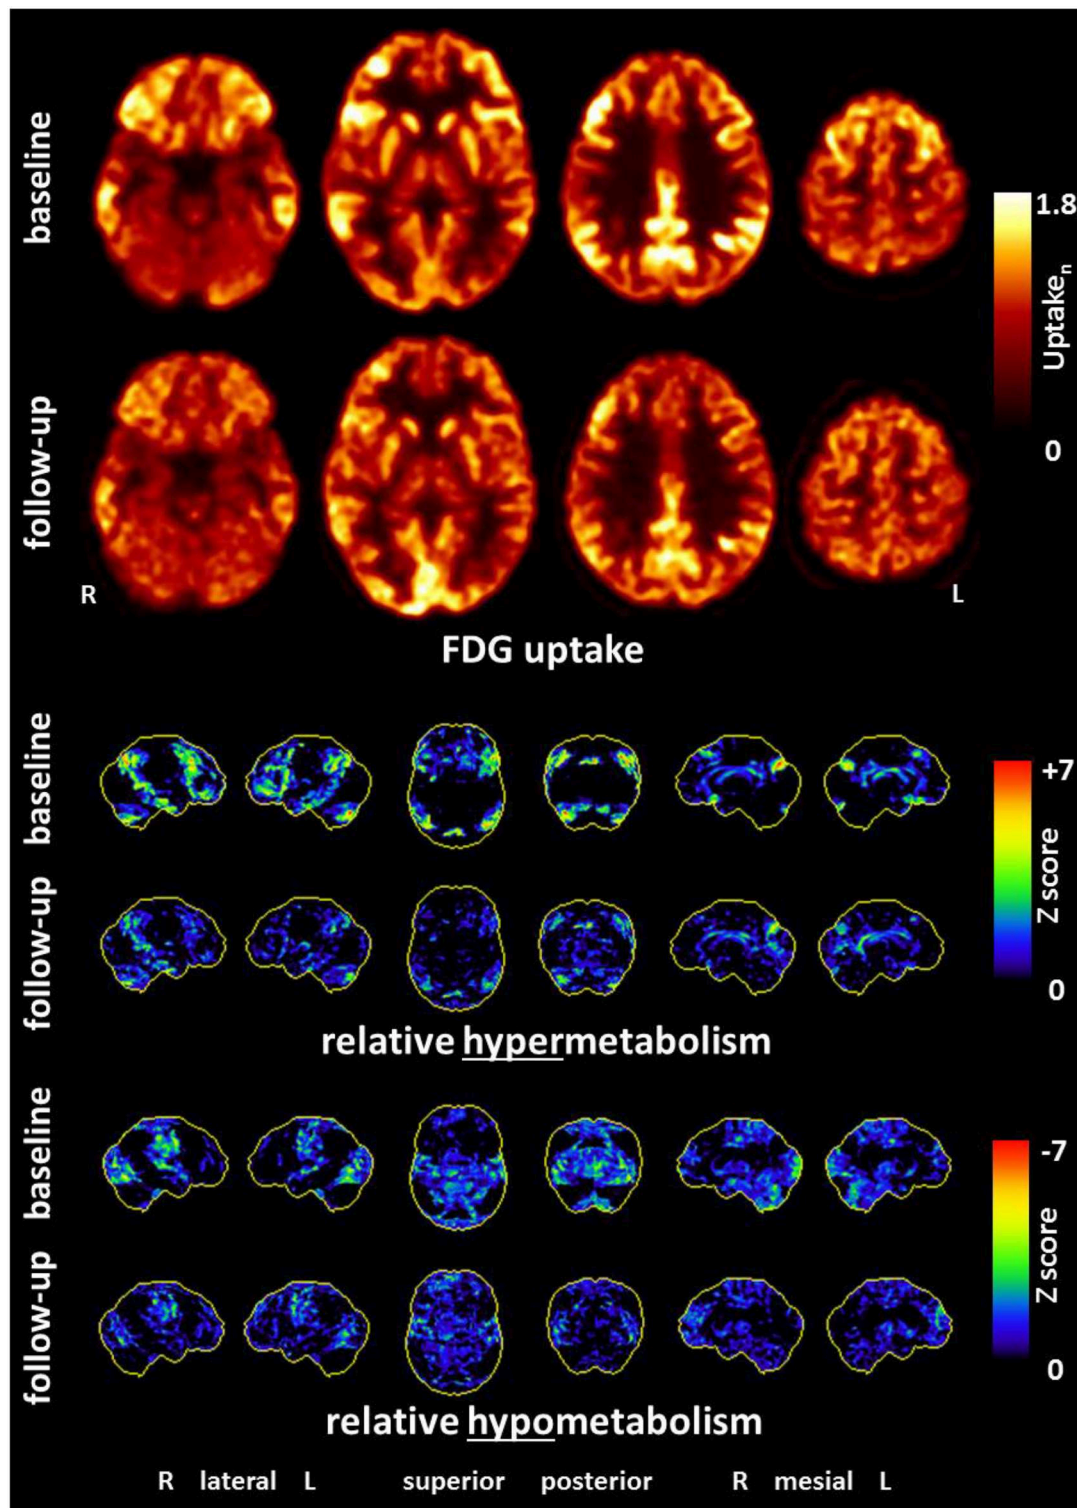 baseline
1.8
Uptakeₙ
0
follow-up
R
L
FDG uptake
baseline
+7
Z score
0
follow-up
relative hypermetabolism
baseline
-7
Z score
0
follow-up
relative hypometabolism
R lateral L superior posterior R mesial L